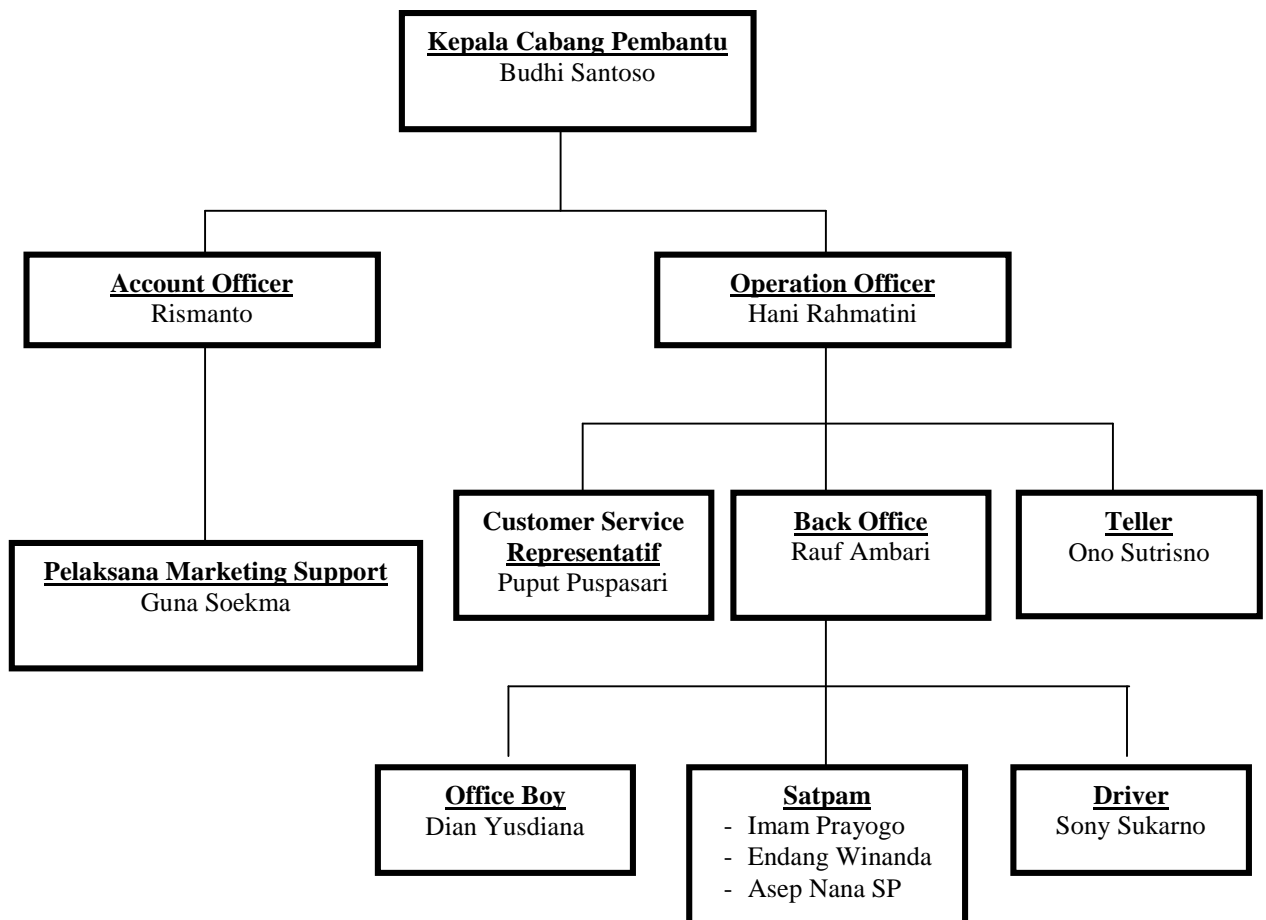 Kepala Cabang Pembantu
Budhi Santoso
Account Officer
Rismanto
Operation Officer
Hani Rahmatini
Customer Service
Representatif
Puput Puspasari
Back Office
Rauf Ambari
Teller
Ono Sutrisno
Pelaksana Marketing Support
Guna Soekma
Office Boy
Dian Yusdiana
Satpam
- Imam Prayogo
- Endang Winanda
- Asep Nana SP
Driver
Sony Sukarno